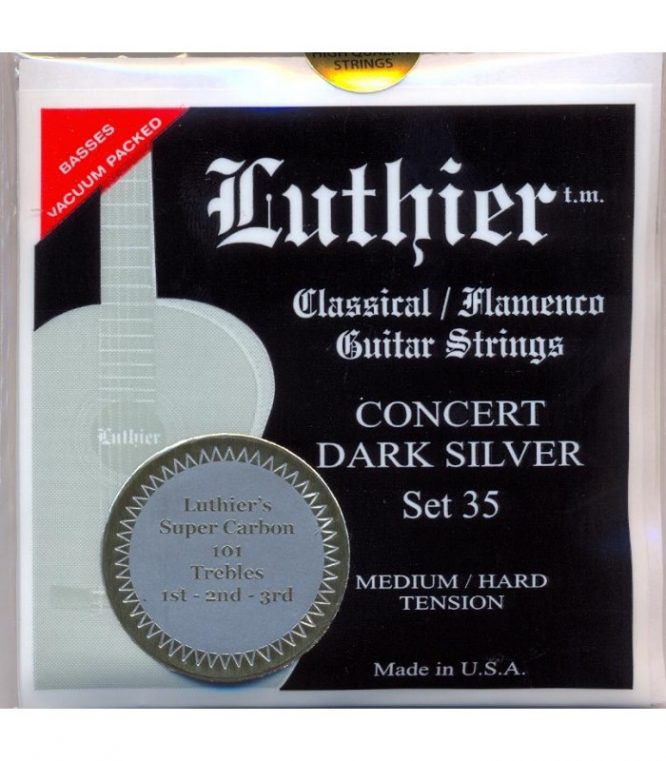 HIGH QUALITY
STRINGS
BASSES
VACUUM PACKED
Luthier t.m.
Classical / Flamenco
Guitar Strings
CONCERT
DARK SILVER
Set 35
MEDIUM / HARD
TENSION
Made in U.S.A.
Luthier
Luthier's
Super Carbon
101
Trebles
1st - 2nd - 3rd